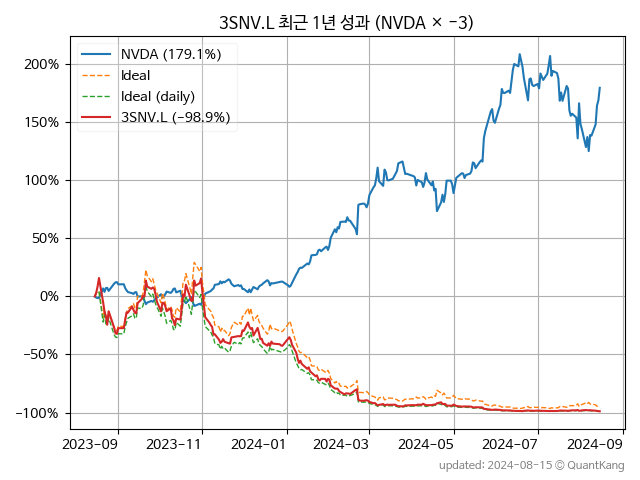 3SNV.L 최근 1년 성과 (NVDA × −3)
NVDA (179.1%)
Ideal
Ideal (daily)
3SNV.L (−98.9%)
200%
150%
100%
50%
0%
−50%
−100%
2023-09
2023-11
2024-01
2024-03
2024-05
2024-07
2024-09
updated: 2024-08-15 © QuantKang